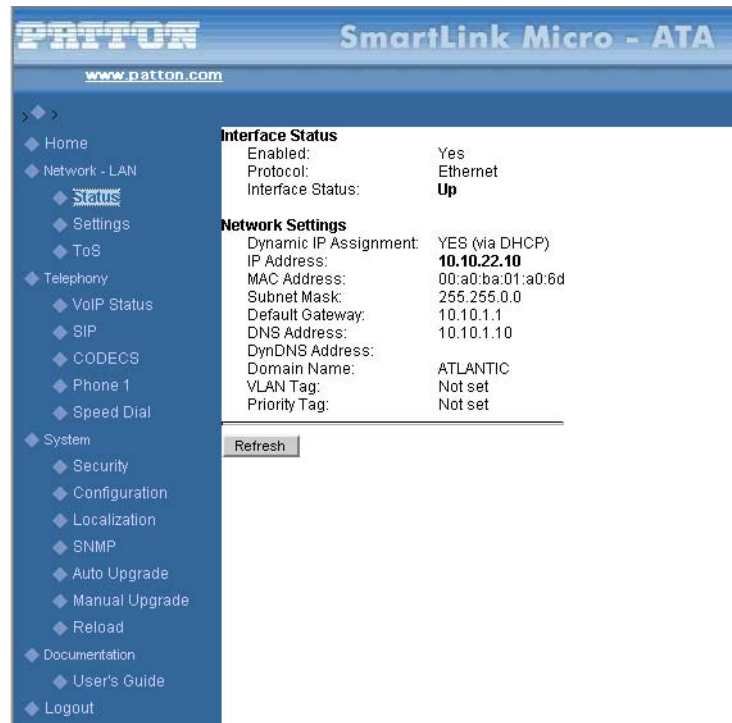 PATTON
SmartLink Micro - ATA
www.patton.com
> >
Home
Network - LAN
Status
Settings
ToS
Telephony
VoIP Status
SIP
CODECS
Phone 1
Speed Dial
System
Security
Configuration
Localization
SNMP
Auto Upgrade
Manual Upgrade
Reload
Documentation
User's Guide
Logout
Interface Status
Enabled: Yes
Protocol: Ethernet
Interface Status: Up
Network Settings
Dynamic IP Assignment: YES (via DHCP)
IP Address: 10.10.22.10
MAC Address: 00:a0:ba:01:a0:6d
Subnet Mask: 255.255.0.0
Default Gateway: 10.10.1.1
DNS Address: 10.10.1.10
DynDNS Address:
Domain Name: ATLANTIC
VLAN Tag: Not set
Priority Tag: Not set
Refresh